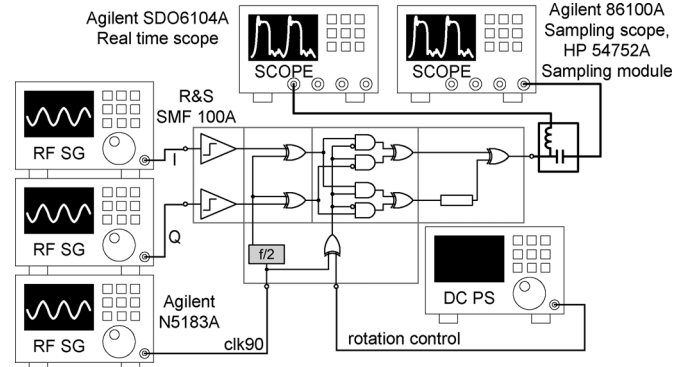 Agilent SDO6104A
Real time scope
Agilent 86100A
Sampling scope,
HP 54752A
Sampling module
SCOPE
SCOPE
R&S
SMF 100A
RF SG
I
RF SG
Q
f/2
DC PS
Agilent
N5183A
RF SG
clk90
rotation control